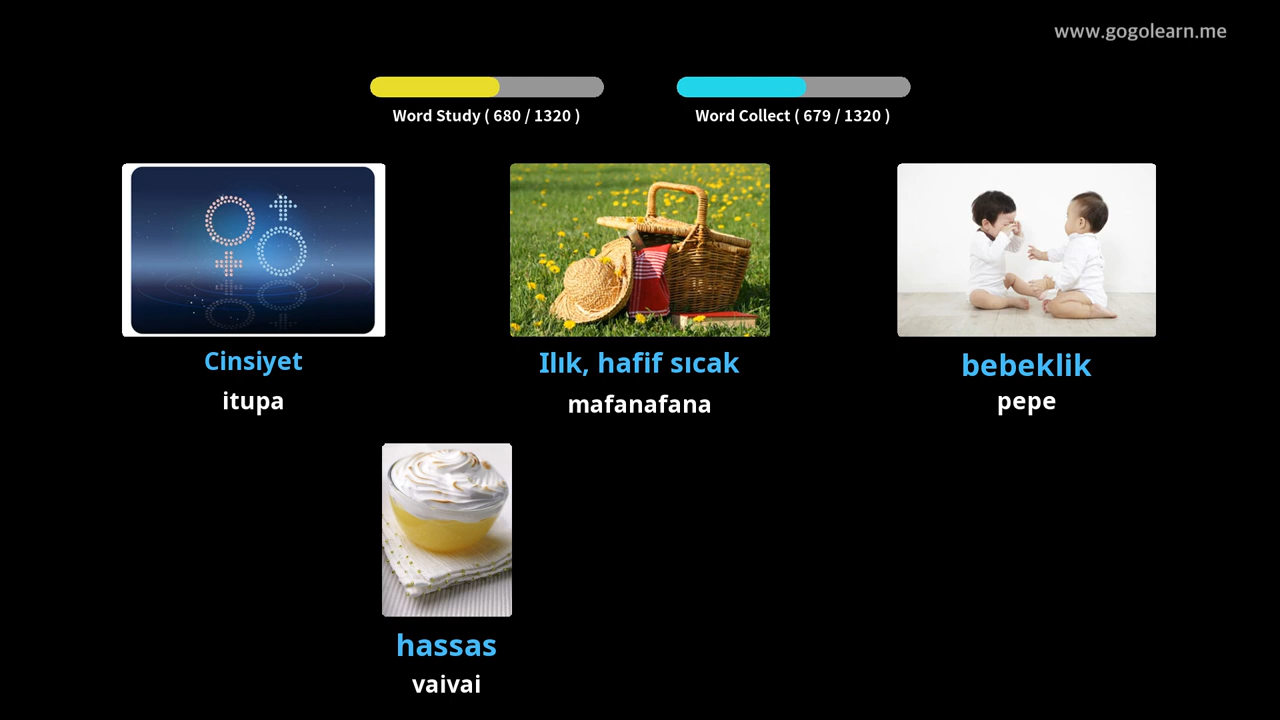 www.gogolearn.me
Word Study ( 680 / 1320 )
Word Collect ( 679 / 1320 )
Cinsiyet
itupa
Ilık, hafif sıcak
mafanafana
bebeklik
pepe
hassas
vaivai